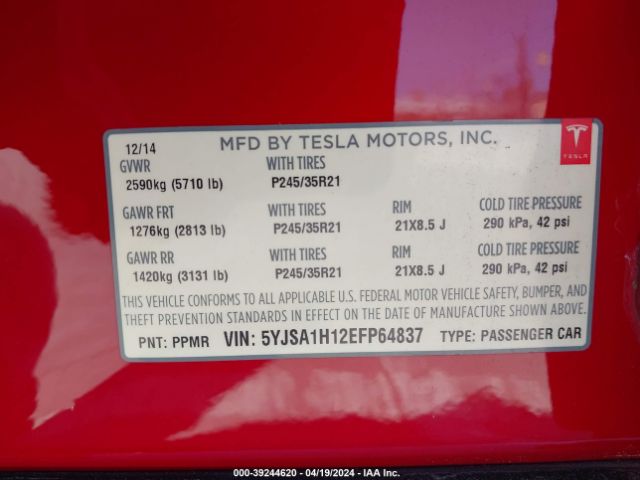 12/14 MFD BY TESLA MOTORS, INC.
TESLA
GVWR WITH TIRES
2590kg (5710 lb) P245/35R21
GAWR FRT WITH TIRES RIM COLD TIRE PRESSURE
1276kg (2813 lb) P245/35R21 21X8.5 J 290 kPa, 42 psi
GAWR RR WITH TIRES RIM COLD TIRE PRESSURE
1420kg (3131 lb) P245/35R21 21X8.5 J 290 kPa, 42 psi
THIS VEHICLE CONFORMS TO ALL APPLICABLE U.S. FEDERAL MOTOR VEHICLE SAFETY, BUMPER, AND
THEFT PREVENTION STANDARDS IN EFFECT ON THE DATE OF MANUFACTURE SHOWN ABOVE.
PNT: PPMR VIN: 5YJSA1H12EFP64837 TYPE: PASSENGER CAR
000-39244620 - 04/19/2024 - IAA Inc.